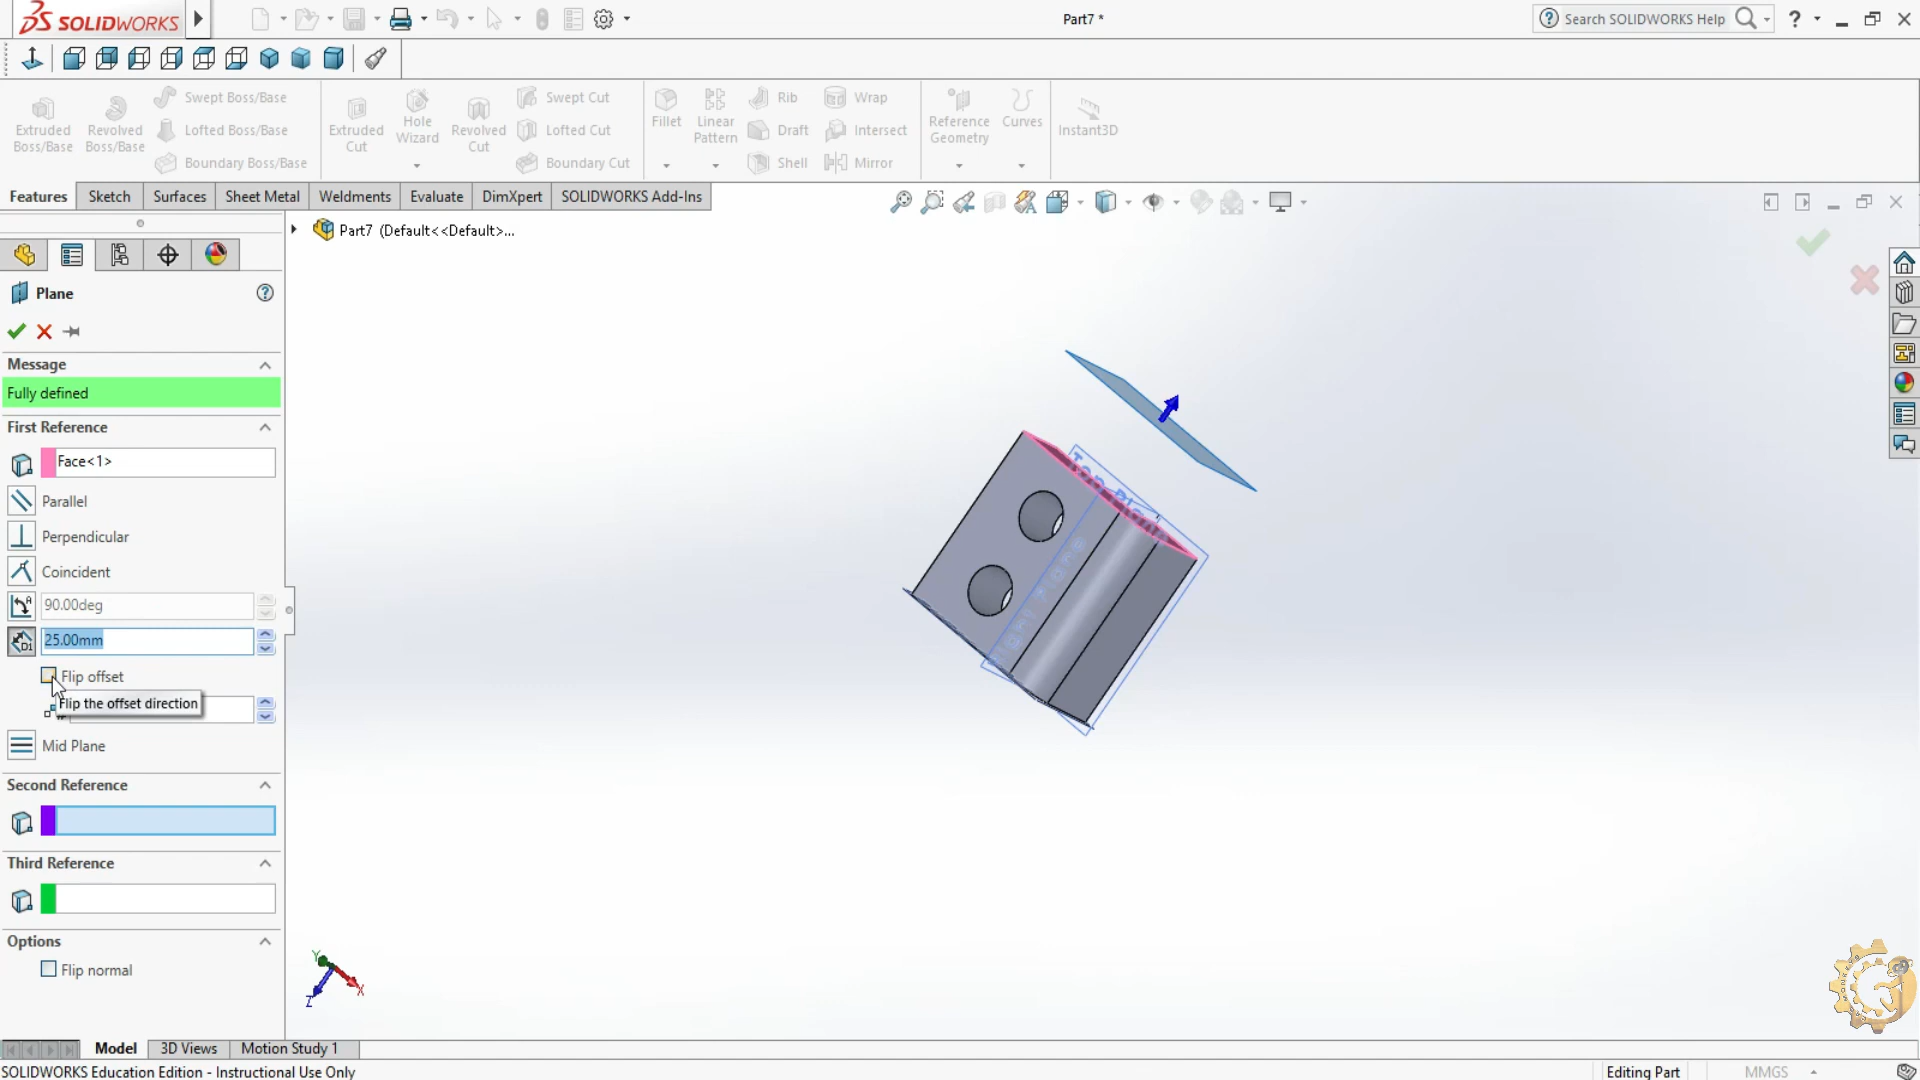 SOLIDWORKS
Part7 *
Search SOLIDWORKS Help
?
Extruded Boss/Base
Revolved Boss/Base
Swept Boss/Base
Lofted Boss/Base
Boundary Boss/Base
Extruded Cut
Hole Wizard
Revolved Cut
Swept Cut
Lofted Cut
Boundary Cut
Fillet
Linear Pattern
Rib
Draft
Shell
Wrap
Intersect
Mirror
Reference Geometry
Curves
Instant3D
Features
Sketch
Surfaces
Sheet Metal
Weldments
Evaluate
DimXpert
SOLIDWORKS Add-Ins
Part7 (Default<<Default>...
Plane
Message
Fully defined
First Reference
Face<1>
Parallel
Perpendicular
Coincident
90.00deg
25.00mm
Flip offset
Flip the offset direction
Mid Plane
Second Reference
Third Reference
Options
Flip normal
Top Plane
Right Plane
Y
X
Z
Model
3D Views
Motion Study 1
SOLIDWORKS Education Edition - Instructional Use Only
Editing Part
MMGS